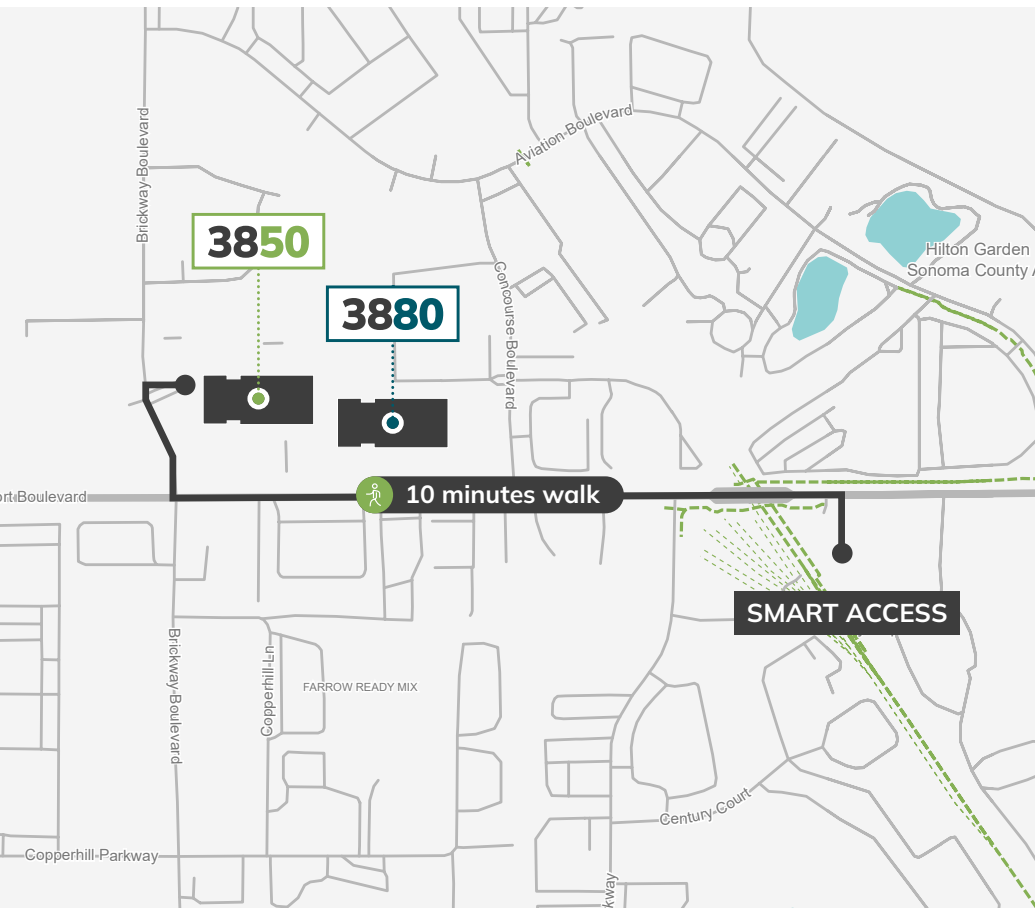 Brickway Boulevard
Aviation Boulevard
3850
Hilton Garden
Sonoma County A
3880
Concourse Boulevard
ort Boulevard
10 minutes walk
SMART ACCESS
Brickway Boulevard
Copperhill Ln
FARROW READY MIX
Century Court
Copperhill Parkway
kway